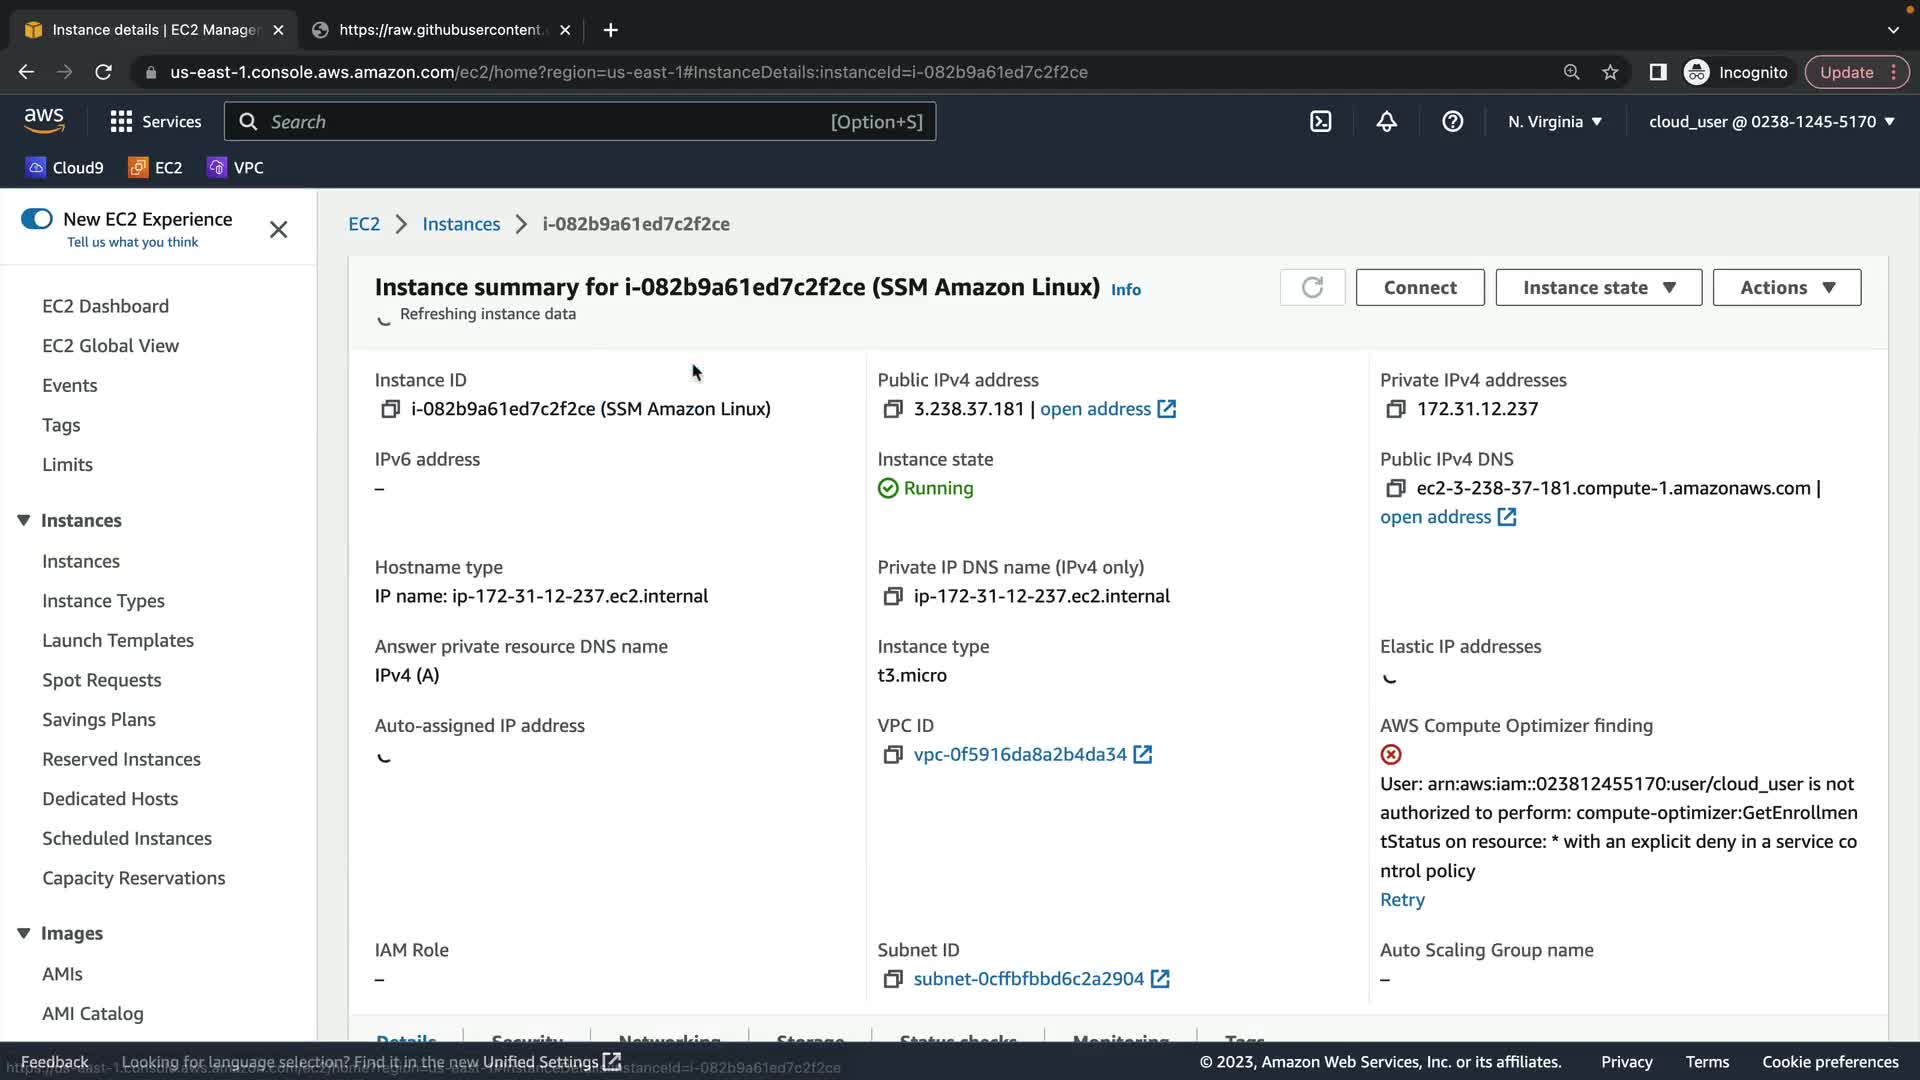 Instance details | EC2 Manager
https://raw.githubusercontent.
us-east-1.console.aws.amazon.com/ec2/home?region=us-east-1#InstanceDetails:instanceId=i-082b9a61ed7c2f2ce
Incognito
Update
aws
Services
Search
[Option+S]
N. Virginia
cloud_user @ 0238-1245-5170
Cloud9
EC2
VPC
New EC2 Experience
Tell us what you think
EC2 Dashboard
EC2 Global View
Events
Tags
Limits
Instances
Instances
Instance Types
Launch Templates
Spot Requests
Savings Plans
Reserved Instances
Dedicated Hosts
Scheduled Instances
Capacity Reservations
Images
AMIs
AMI Catalog
EC2 > Instances > i-082b9a61ed7c2f2ce
Instance summary for i-082b9a61ed7c2f2ce (SSM Amazon Linux) Info
Refreshing instance data
Connect
Instance state
Actions
Instance ID
i-082b9a61ed7c2f2ce (SSM Amazon Linux)
Public IPv4 address
3.238.37.181 | open address
Private IPv4 addresses
172.31.12.237
IPv6 address
–
Instance state
Running
Public IPv4 DNS
ec2-3-238-37-181.compute-1.amazonaws.com |
open address
Hostname type
IP name: ip-172-31-12-237.ec2.internal
Private IP DNS name (IPv4 only)
ip-172-31-12-237.ec2.internal
Answer private resource DNS name
IPv4 (A)
Instance type
t3.micro
Elastic IP addresses
Auto-assigned IP address
VPC ID
vpc-0f5916da8a2b4da34
AWS Compute Optimizer finding
User: arn:aws:iam::023812455170:user/cloud_user is not
authorized to perform: compute-optimizer:GetEnrollmen
tStatus on resource: * with an explicit deny in a service co
ntrol policy
Retry
IAM Role
–
Subnet ID
subnet-0cffbfbbd6c2a2904
Auto Scaling Group name
–
Details
Security
Networking
Storage
Status checks
Monitoring
Tags
Feedback
Looking for language selection? Find it in the new Unified Settings
© 2023, Amazon Web Services, Inc. or its affiliates.
Privacy
Terms
Cookie preferences